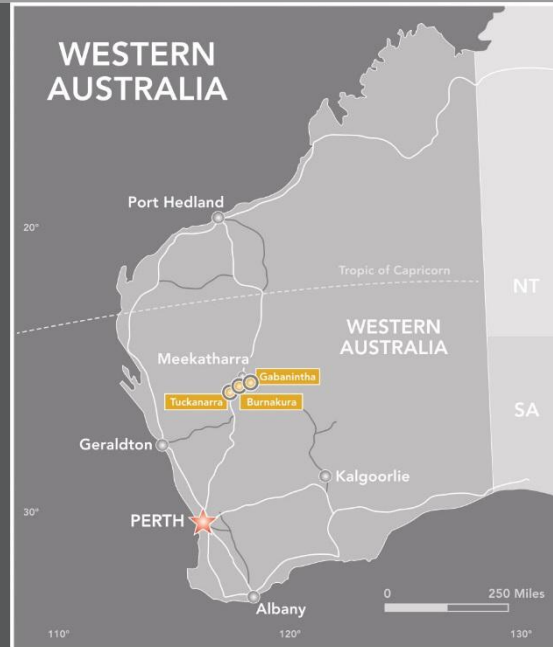 WESTERN
AUSTRALIA
Port Hedland
20°
Tropic of Capricorn
NT
WESTERN
AUSTRALIA
Meekatharra
Gabanintha
Tuckanarra
Burnakura
SA
Geraldton
Kalgoorlie
30°
PERTH
0
250 Miles
Albany
110°
120°
130°